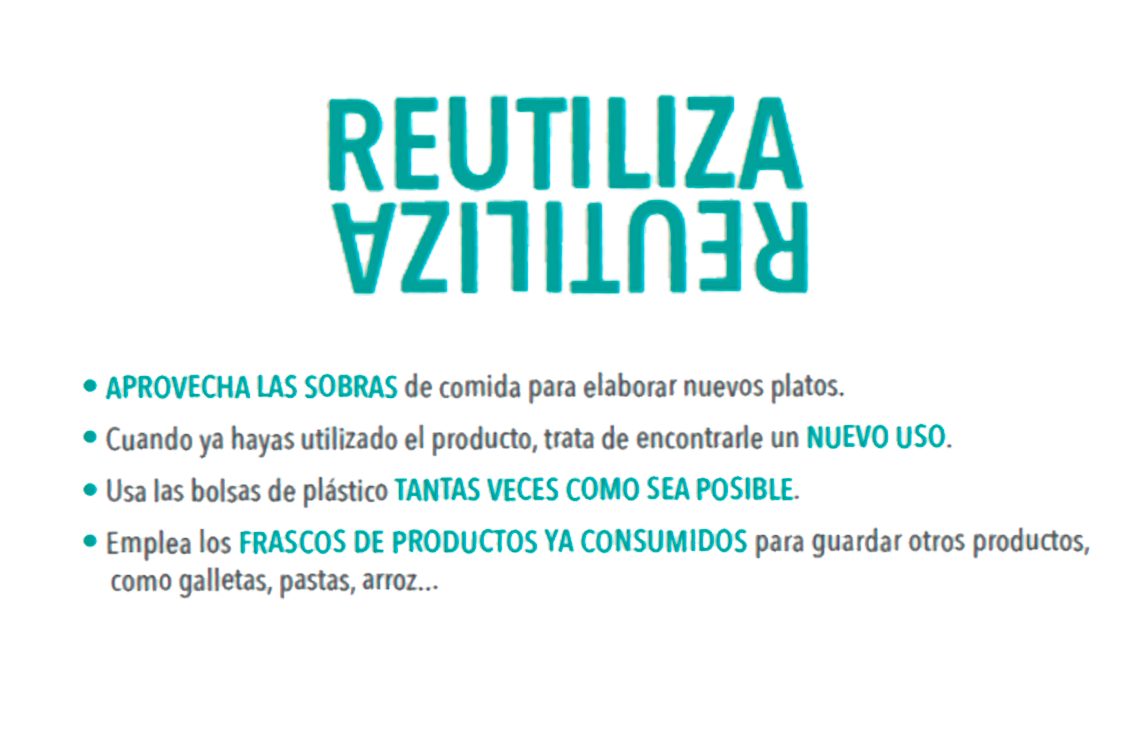 REUTILIZA
REUTILIZA
• APROVECHA LAS SOBRAS de comida para elaborar nuevos platos.
• Cuando ya hayas utilizado el producto, trata de encontrarle un NUEVO USO.
• Usa las bolsas de plástico TANTAS VECES COMO SEA POSIBLE.
• Emplea los FRASCOS DE PRODUCTOS YA CONSUMIDOS para guardar otros productos,
como galletas, pastas, arroz...